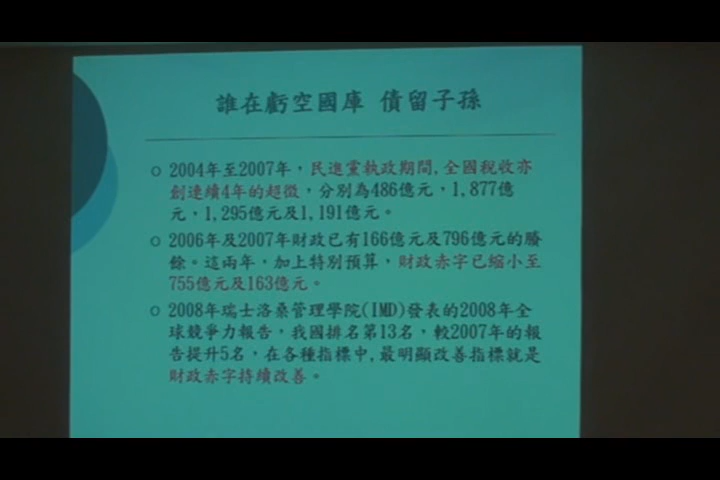 誰在虧空國庫 債留子孫
2004年至2007年，民進黨執政期間，全國稅收亦
創連續4年的超徵，分別為486億元，1,877億
元，1,295億元及1,191億元。
2006年及2007年財政已有166億元及796億元的賸
餘。這兩年，加上特別預算，財政赤字已縮小至
755億元及163億元。
2008年瑞士洛桑管理學院(IMD)發表的2008年全
球競爭力報告，我國排名第13名，較2007年的報
告提升5名，在各種指標中，最明顯改善指標就是
財政赤字持續改善。